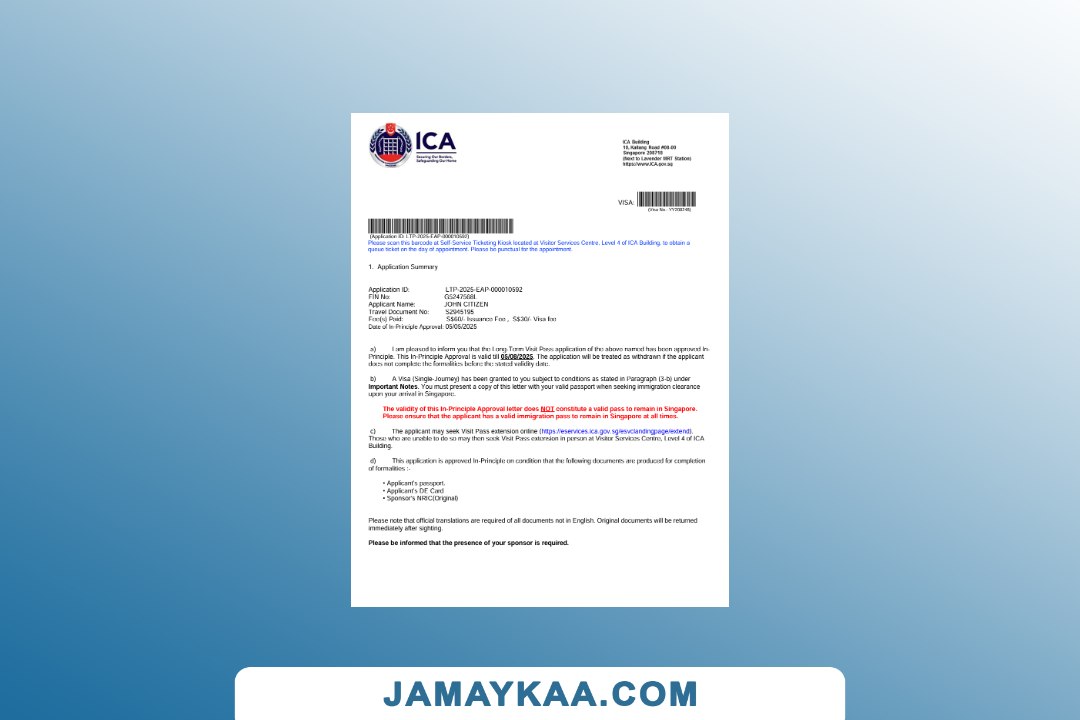 ICA
Securing Our Borders,
Safeguarding Our Home
ICA Building
10, Kallang Road #08-00
Singapore 208718
(Next to Lavender MRT Station)
https://www.ICA.gov.sg
VISA:
(Visa No.
(Application ID: LTP-2025-EAP-000010592)
Please scan this barcode at Self-Service Ticketing Kiosk located at Visitor Services Centre, Level 4 of ICA Building, to obtain a
queue ticket on the day of appointment. Please be punctual for the appointment.
1. Application Summary
Application ID: LTP-2025-EAP-000010592
FIN No: G5247568L
Applicant Name: JOHN CITIZEN
Travel Document No: S2945195
Fee(s) Paid: S$60/- Issuance Fee , S$30/- Visa fee
Date of In-Principle Approval: 05/05/2025
a) I am pleased to inform you that the Long-Term Visit Pass application of the above named has been approved In-
Principle. This In-Principle Approval is valid till 05/08/2025. The application will be treated as withdrawn if the applicant
does not complete the formalities before the stated validity date.
b) A Visa (Single-Journey) has been granted to you subject to conditions as stated in Paragraph (3-b) under
Important Notes. You must present a copy of this letter with your valid passport when seeking immigration clearance
upon your arrival in Singapore.
The validity of this In-Principle Approval letter does NOT constitute a valid pass to remain in Singapore.
Please ensure that the applicant has a valid immigration pass to remain in Singapore at all times.
c) The applicant may seek Visit Pass extension online (https://eservices.ica.gov.sg/esvclandingpage/extend).
Those who are unable to do so may then seek Visit Pass extension in person at Visitor Services Centre, Level 4 of ICA
Building.
d) This application is approved In-Principle on condition that the following documents are produced for completion
of formalities :-
• Applicant's passport.
• Applicant's DE Card
• Sponsor's NRIC(Original)
Please note that official translations are required of all documents not in English. Original documents will be returned
immediately after sighting.
Please be informed that the presence of your sponsor is required.
JAMAYKAA.COM